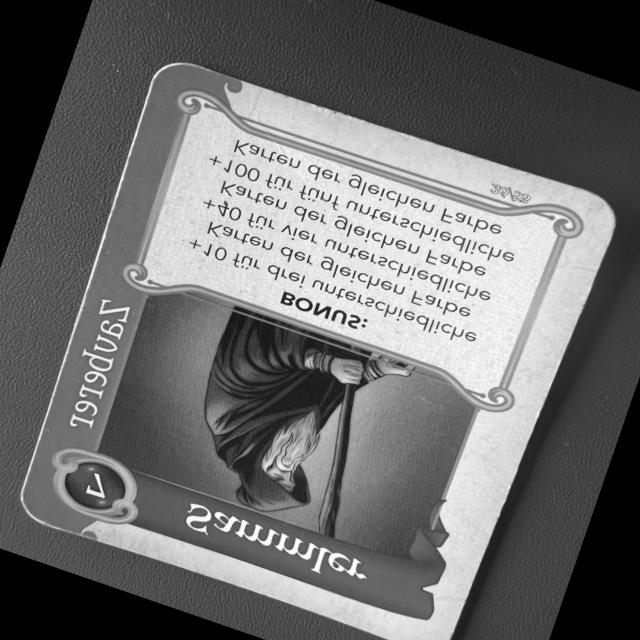 7
Sammler
Zauberer
BONUS:
+10 für drei unterschiedliche
Karten der gleichen Farbe
+40 für vier unterschiedliche
Karten der gleichen Farbe
+100 für fünf unterschiedliche
Karten der gleichen Farbe